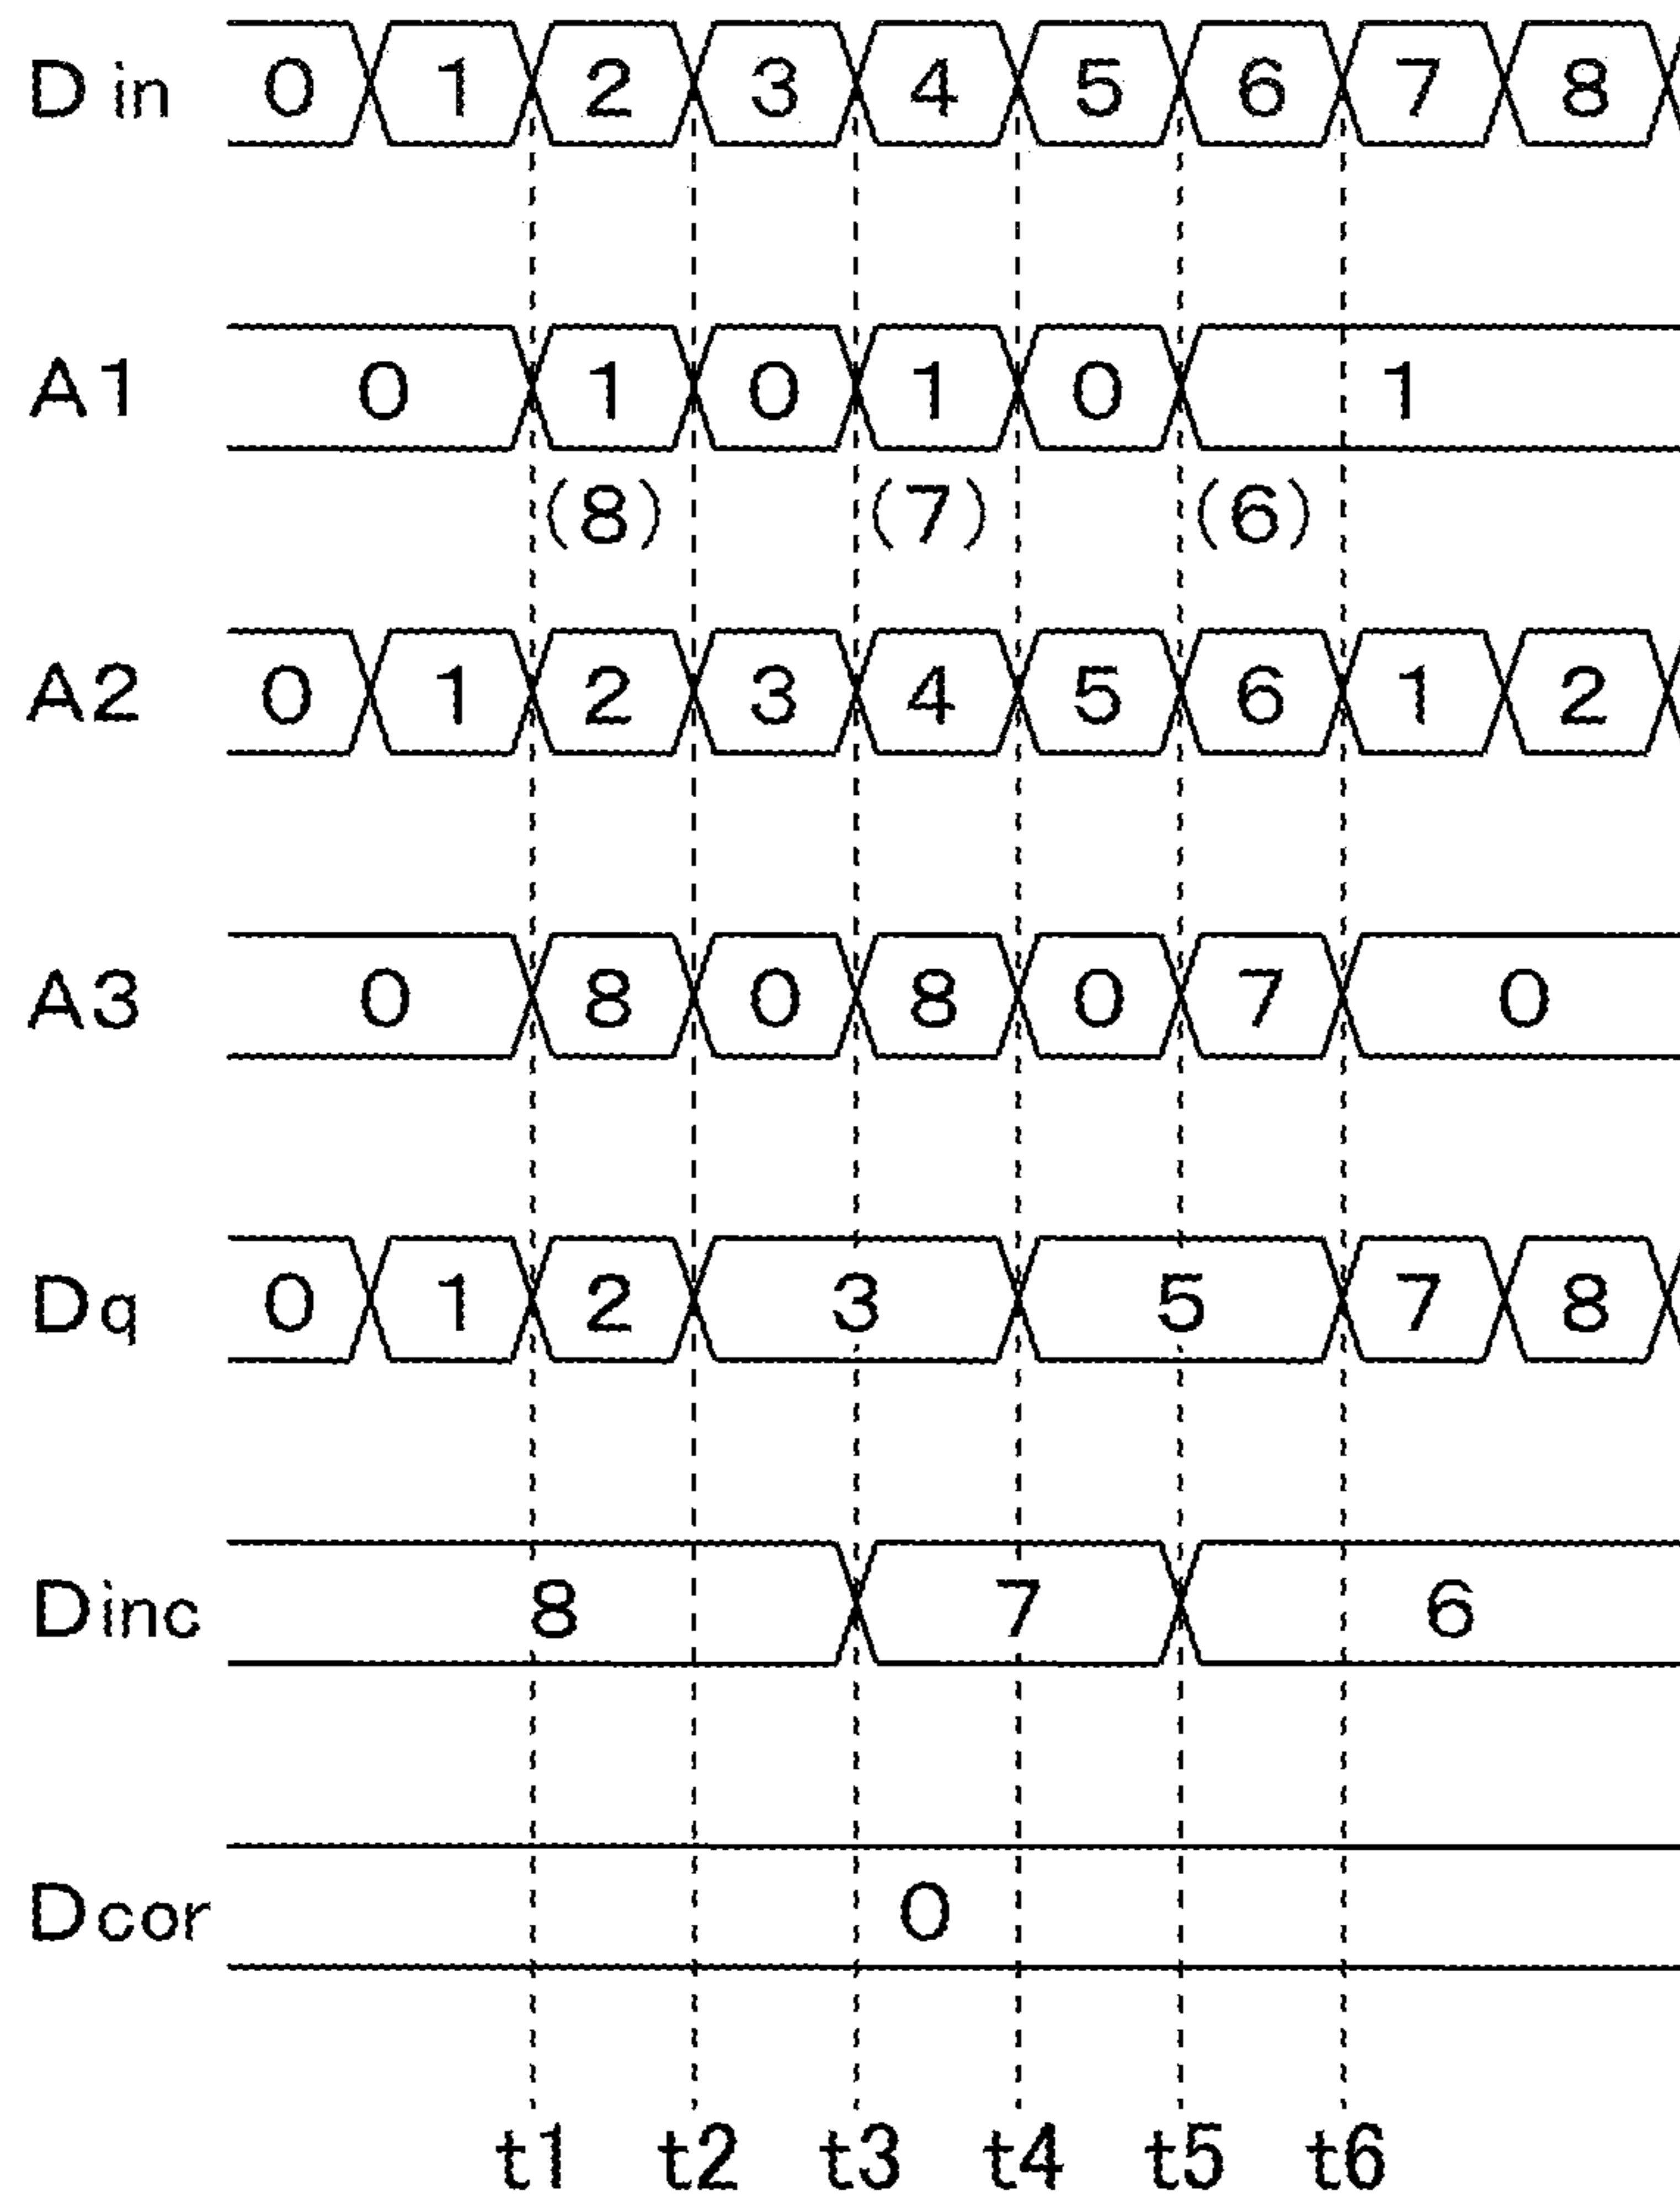 D in 0 1 2 3 4 5 6 7 8
A1 0 1 0 1 0 1
(8) (7) (6)
A2 0 1 2 3 4 5 6 1 2
A3 0 8 0 8 0 7 0
Dq 0 1 2 3 5 7 8
Dinc 8 7 6
Dcor 0
t1 t2 t3 t4 t5 t6